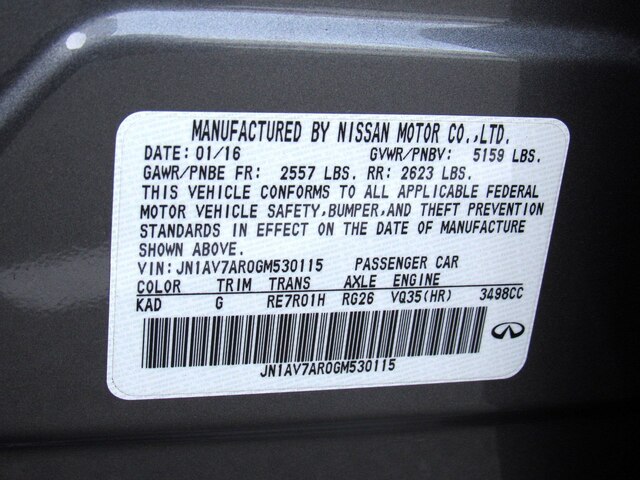 MANUFACTURED BY NISSAN MOTOR CO.,LTD.
DATE: 01/16 GVWR/PNBV: 5159 LBS.
GAWR/PNBE FR: 2557 LBS. RR: 2623 LBS.
THIS VEHICLE CONFORMS TO ALL APPLICABLE FEDERAL
MOTOR VEHICLE SAFETY,BUMPER,AND THEFT PREVENTION
STANDARDS IN EFFECT ON THE DATE OF MANUFACTURE
SHOWN ABOVE.
VIN: JN1AV7AR0GM530115 PASSENGER CAR
COLOR TRIM TRANS AXLE ENGINE
KAD G RE7R01H RG26 VQ35(HR) 3498CC
JN1AV7AR0GM530115